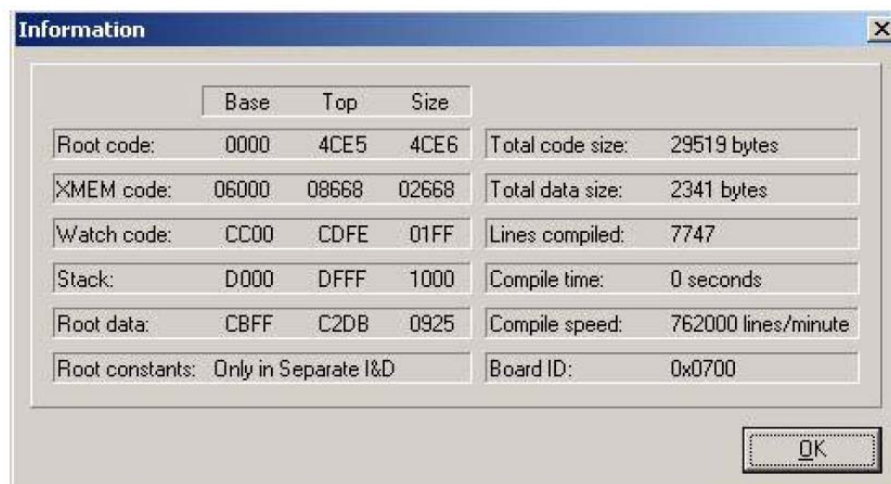 Information
Base Top Size
Root code: 0000 4CE5 4CE6 Total code size: 29519 bytes
XMEM code: 06000 08668 02668 Total data size: 2341 bytes
Watch code: CC00 CDFE 01FF Lines compiled: 7747
Stack: D000 DFFF 1000 Compile time: 0 seconds
Root data: CBFF C2DB 0925 Compile speed: 762000 lines/minute
Root constants: Only in Separate I&D Board ID: 0x0700
OK